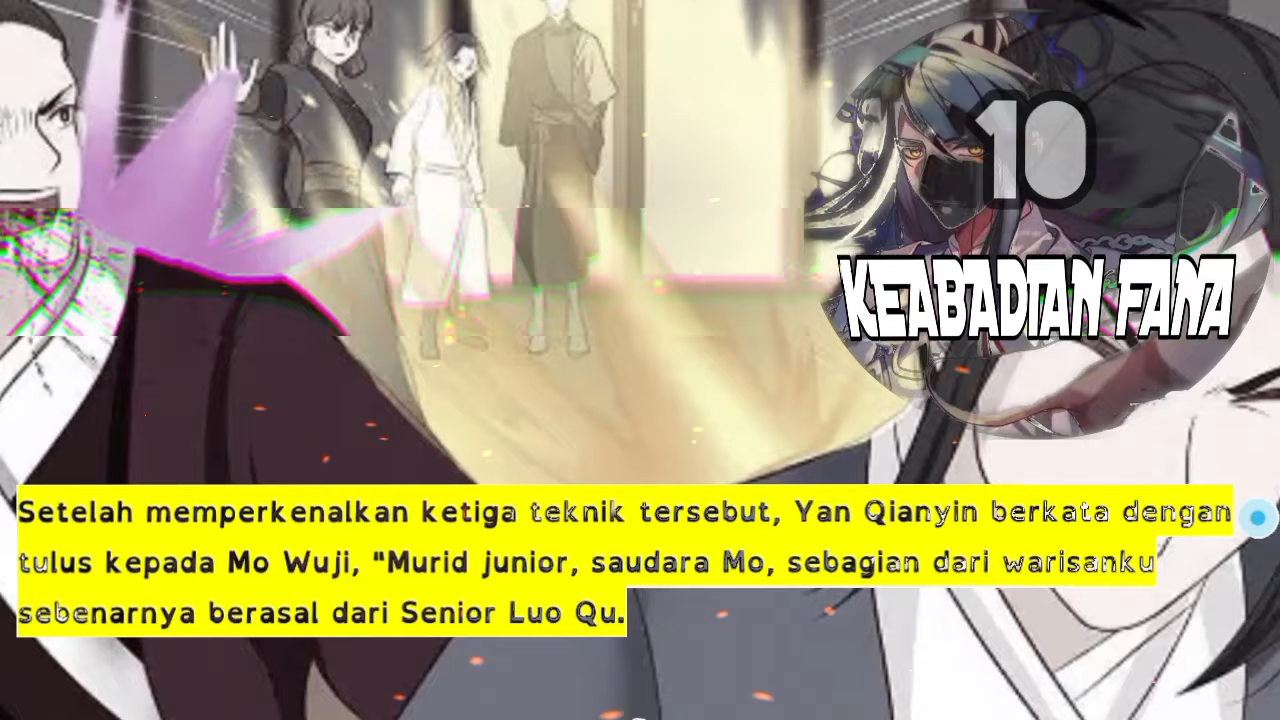 10
KEABADIAN FANA
Setelah memperkenalkan ketiga teknik tersebut, Yan Qianyin berkata dengan
tulus kepada Mo Wuji, "Murid junior, saudara Mo, sebagian dari warisanku
sebenarnya berasal dari Senior Luo Qu.